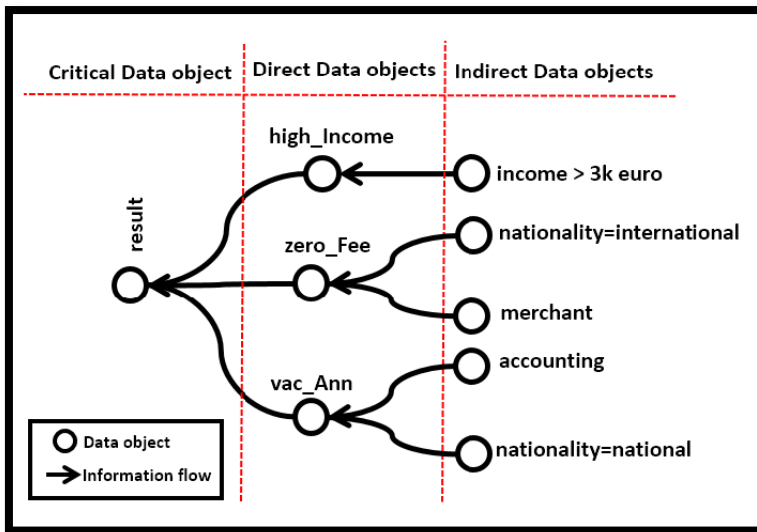 Critical Data object
Direct Data objects
Indirect Data objects
high_Income
income > 3k euro
result
nationality=international
zero_Fee
merchant
accounting
vac_Ann
nationality=national
Data object
Information flow